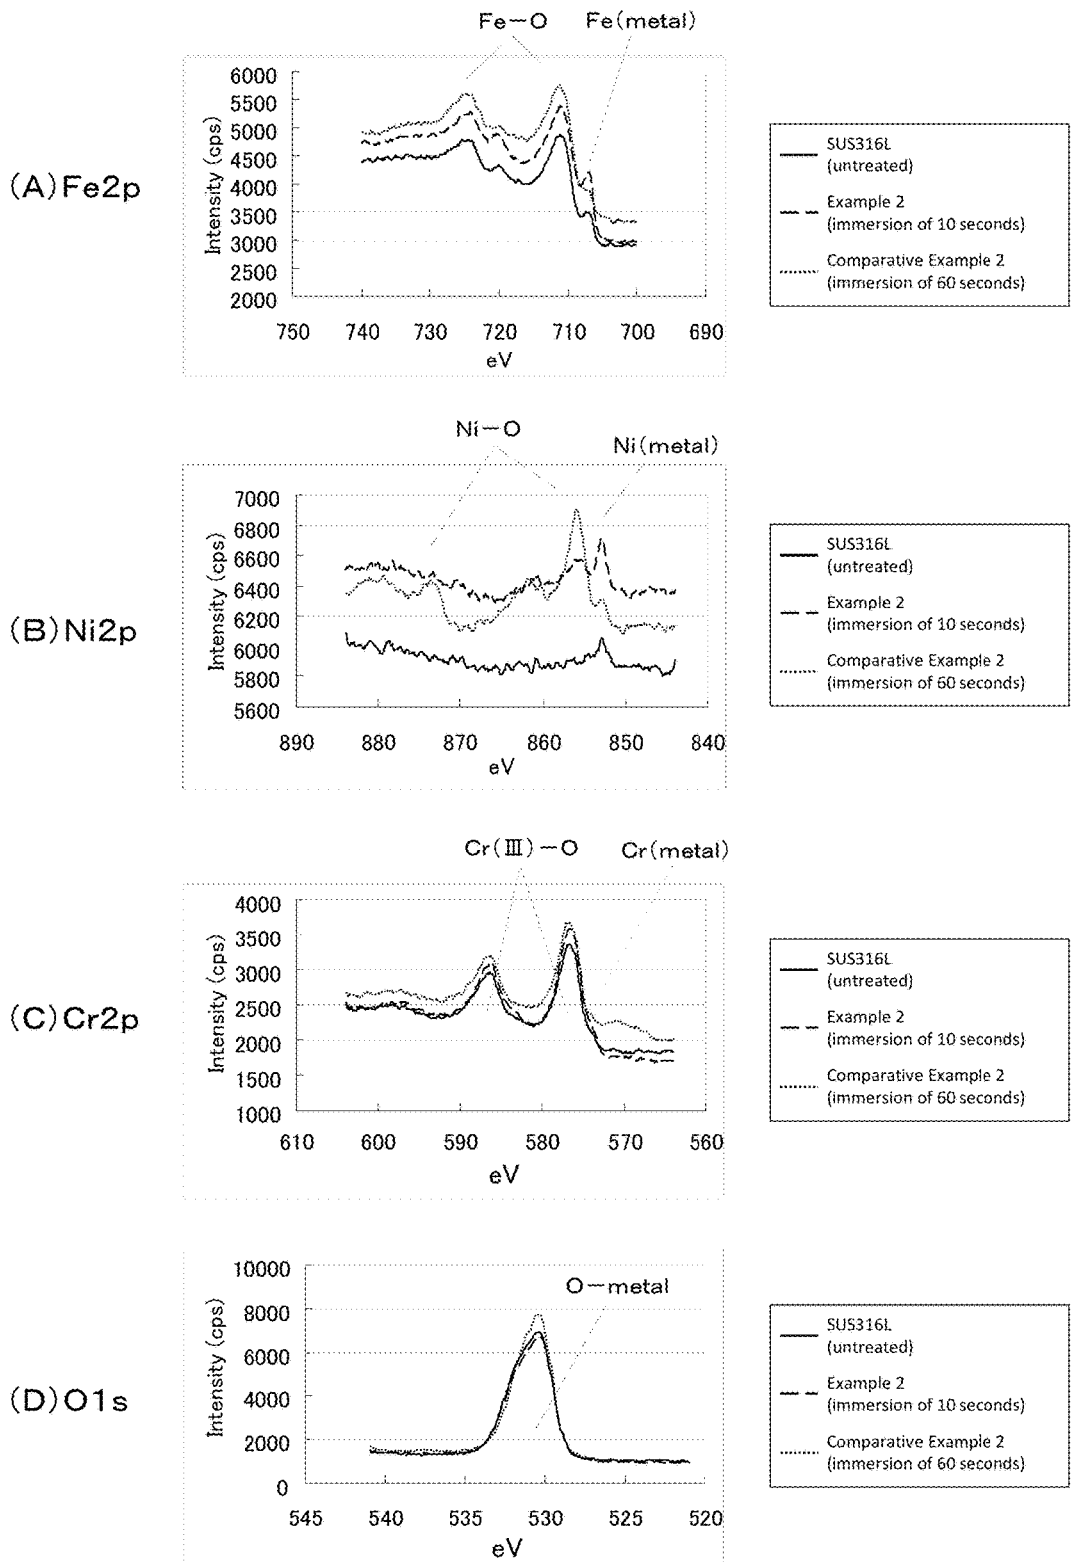 Fe－O Fe(metal)
(A)Fe2p
Intensity (cps)
6000
5500
5000
4500
4000
3500
3000
2500
2000
750 740 730 720 710 700 690
eV
SUS316L
(untreated)
Example 2
(immersion of 10 seconds)
Comparative Example 2
(immersion of 60 seconds)
Ni－O Ni(metal)
(B)Ni2p
Intensity (cps)
7000
6800
6600
6400
6200
6000
5800
5600
890 880 870 860 850 840
eV
SUS316L
(untreated)
Example 2
(immersion of 10 seconds)
Comparative Example 2
(immersion of 60 seconds)
Cr(Ⅲ)－O Cr(metal)
(C)Cr2p
Intensity (cps)
4000
3500
3000
2500
2000
1500
1000
610 600 590 580 570 560
eV
SUS316L
(untreated)
Example 2
(immersion of 10 seconds)
Comparative Example 2
(immersion of 60 seconds)
O－metal
(D)O1s
Intensity (cps)
10000
8000
6000
4000
2000
0
545 540 535 530 525 520
eV
SUS316L
(untreated)
Example 2
(immersion of 10 seconds)
Comparative Example 2
(immersion of 60 seconds)